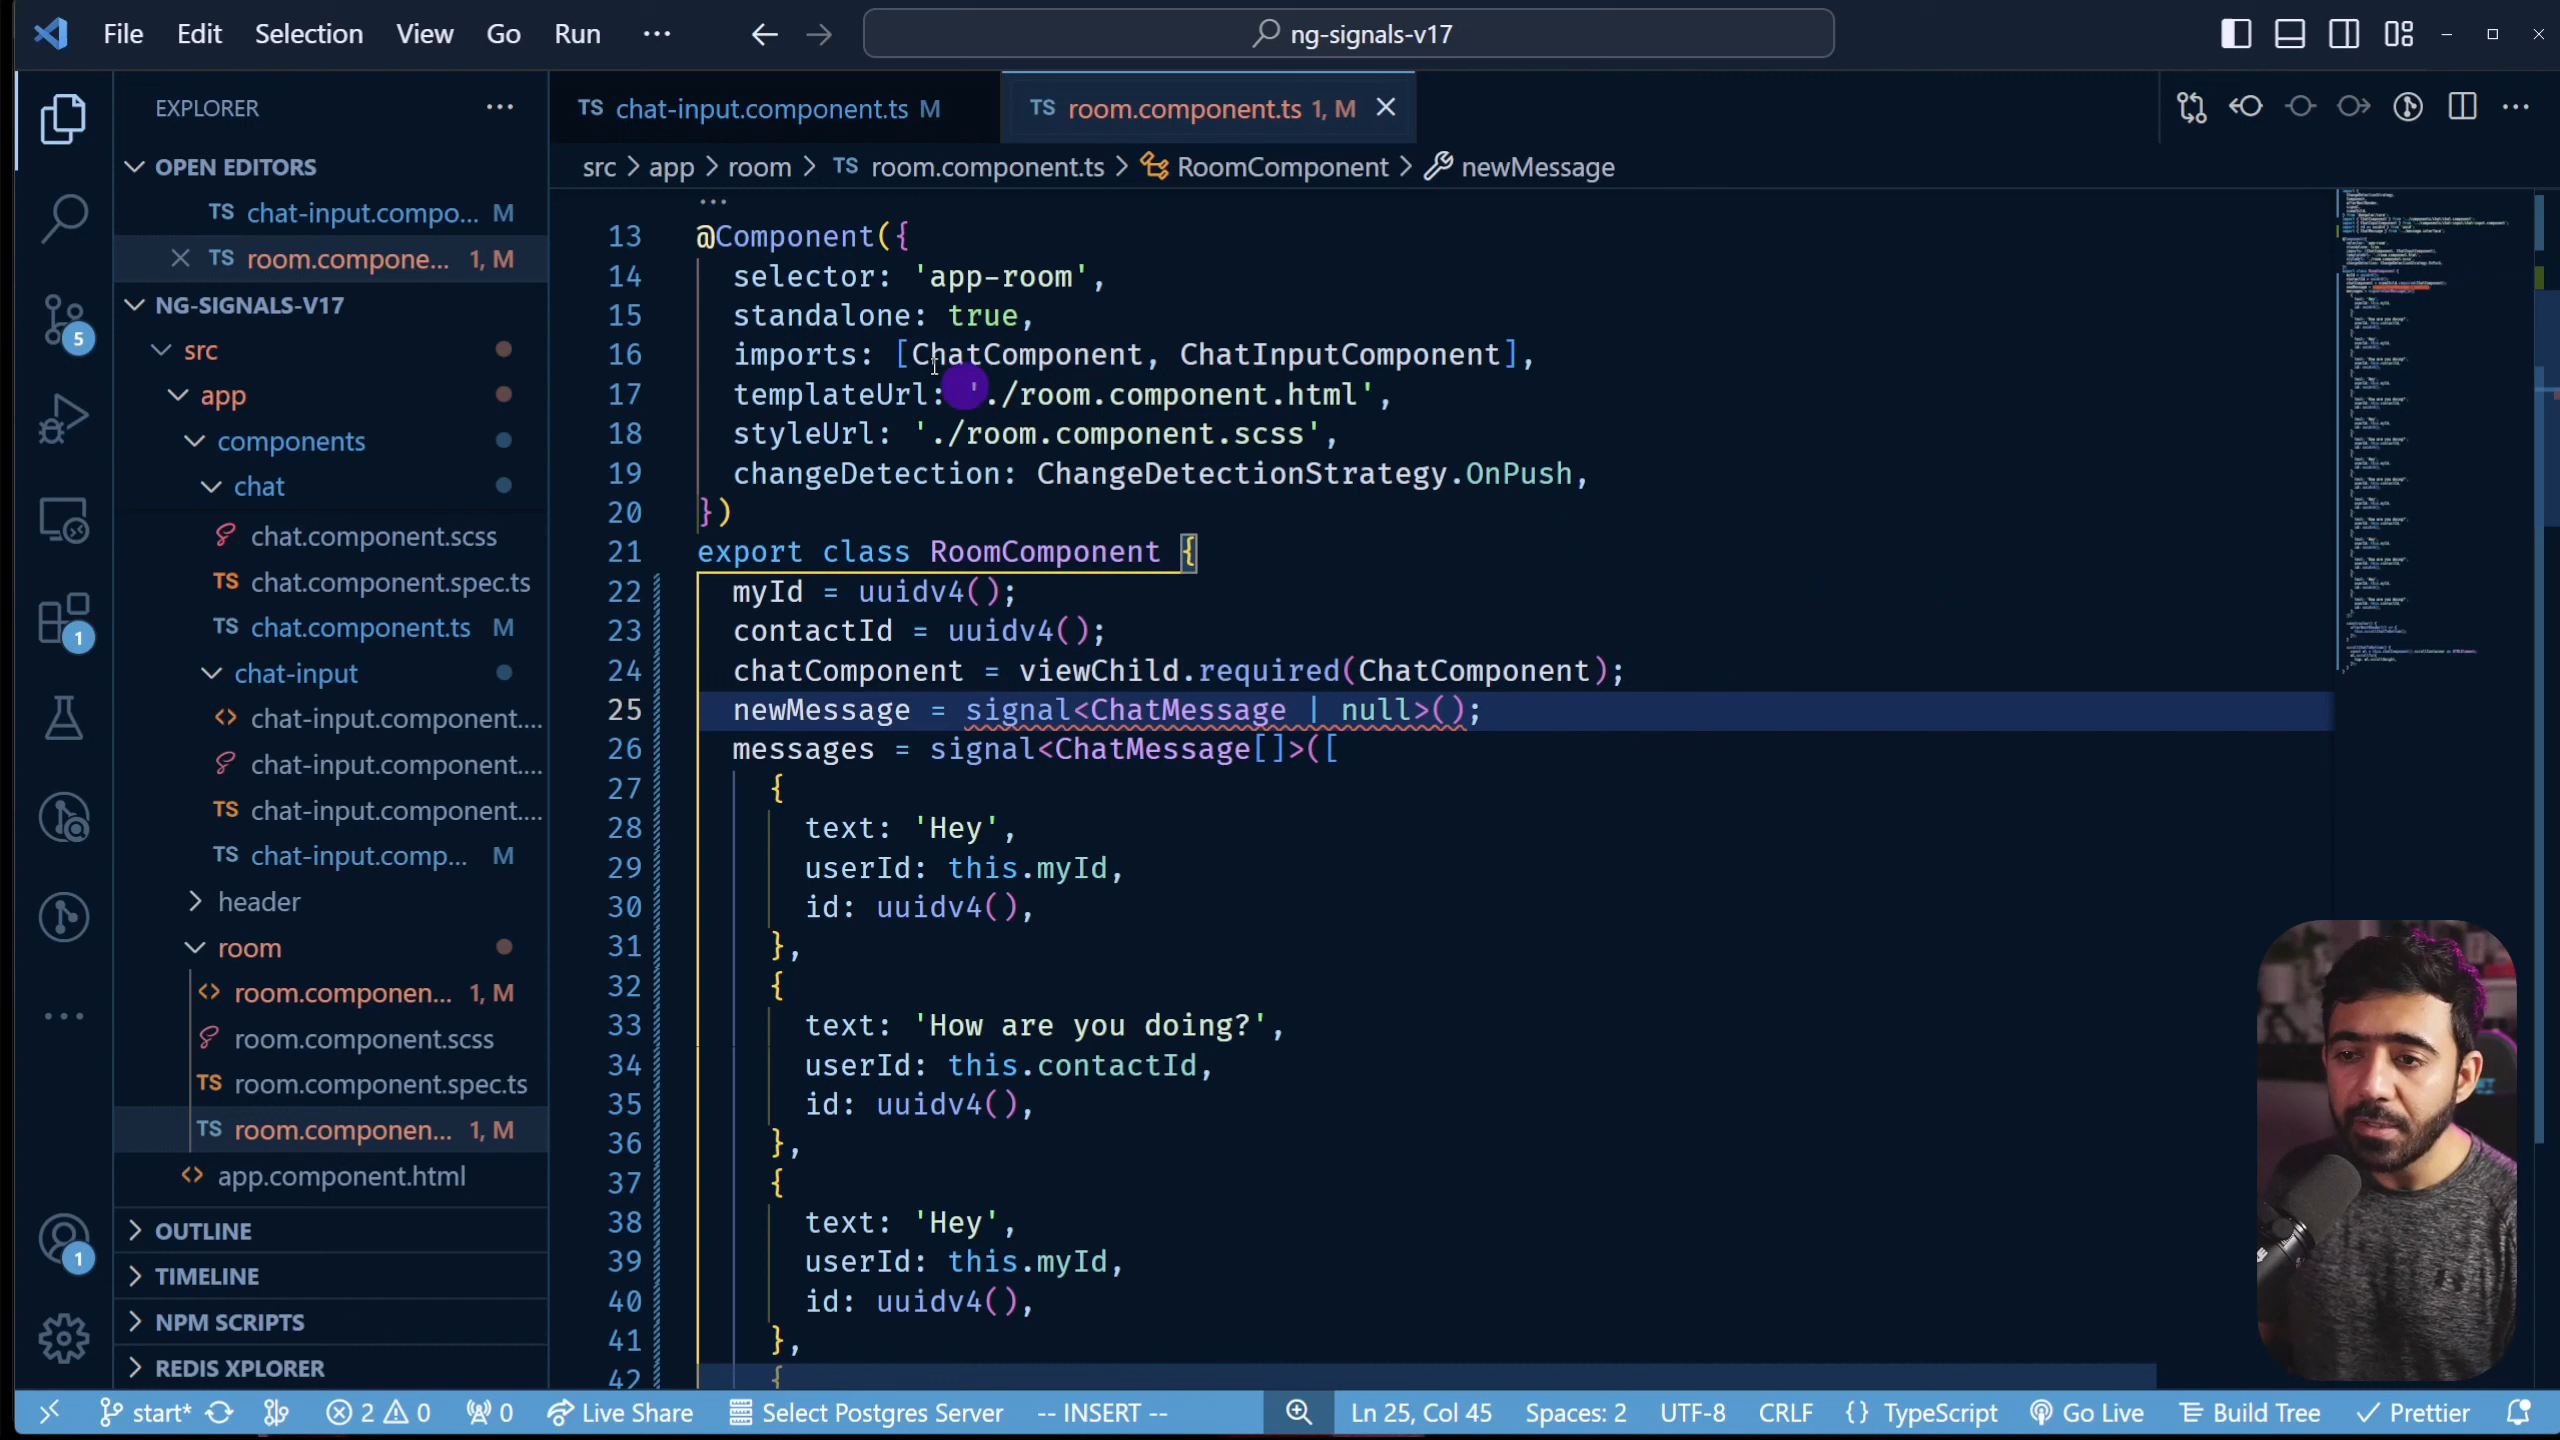 File Edit Selection View Go Run ···
ng-signals-v17
EXPLORER
OPEN EDITORS
TS chat-input.compo... M
TS room.compone... 1, M
NG-SIGNALS-V17
src
app
components
chat
chat.component.scss
TS chat.component.spec.ts
TS chat.component.ts M
chat-input
chat-input.component....
chat-input.component....
TS chat-input.component....
TS chat-input.comp... M
header
room
room.componen... 1, M
room.component.scss
TS room.component.spec.ts
TS room.componen... 1, M
app.component.html
OUTLINE
TIMELINE
NPM SCRIPTS
REDIS XPLORER
5
1
1
TS chat-input.component.ts M
TS room.component.ts 1, M
src > app > room > TS room.component.ts > RoomComponent > newMessage
13 @Component({
14 selector: 'app-room',
15 standalone: true,
16 imports: [ChatComponent, ChatInputComponent],
17 templateUrl: './room.component.html',
18 styleUrl: './room.component.scss',
19 changeDetection: ChangeDetectionStrategy.OnPush,
20 })
21 export class RoomComponent {
22 myId = uuidv4();
23 contactId = uuidv4();
24 chatComponent = viewChild.required(ChatComponent);
25 newMessage = signal<ChatMessage | null>();
26 messages = signal<ChatMessage[]>([
27 {
28 text: 'Hey',
29 userId: this.myId,
30 id: uuidv4(),
31 },
32 {
33 text: 'How are you doing?',
34 userId: this.contactId,
35 id: uuidv4(),
36 },
37 {
38 text: 'Hey',
39 userId: this.myId,
40 id: uuidv4(),
41 },
42 {
start* 2 0 0 Live Share Select Postgres Server -- INSERT -- Ln 25, Col 45 Spaces: 2 UTF-8 CRLF {} TypeScript Go Live Build Tree Prettier